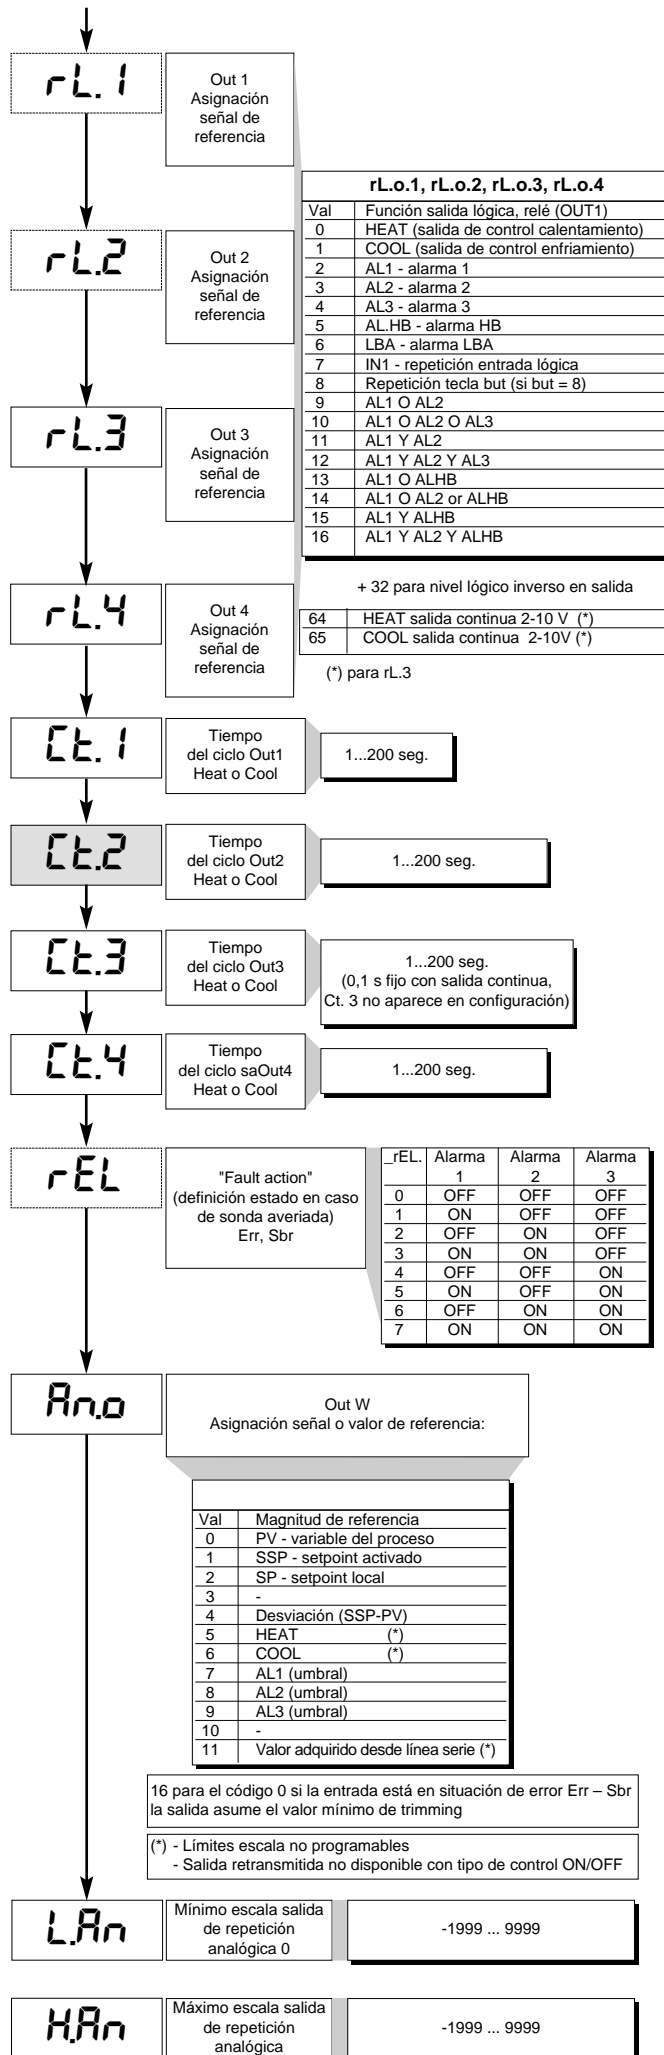 rL.1
Out 1
Asignación
señal de
referencia
rL.o.1, rL.o.2, rL.o.3, rL.o.4
Val Función salida lógica, relé (OUT1)
0 HEAT (salida de control calentamiento)
1 COOL (salida de control enfriamiento)
2 AL1 - alarma 1
3 AL2 - alarma 2
4 AL3 - alarma 3
5 AL.HB - alarma HB
6 LBA - alarma LBA
7 IN1 - repetición entrada lógica
8 Repetición tecla but (si but = 8)
9 AL1 O AL2
10 AL1 O AL2 O AL3
11 AL1 Y AL2
12 AL1 Y AL2 Y AL3
13 AL1 O ALHB
14 AL1 O AL2 or ALHB
15 AL1 Y ALHB
16 AL1 Y AL2 Y ALHB
+ 32 para nivel lógico inverso en salida
64 HEAT salida continua 2-10 V (*)
65 COOL salida continua 2-10V (*)
(*) para rL.3
rL.2
Out 2
Asignación
señal de
referencia
rL.3
Out 3
Asignación
señal de
referencia
rL.4
Out 4
Asignación
señal de
referencia
Ct.1
Tiempo
del ciclo Out1
Heat o Cool
1...200 seg.
Ct.2
Tiempo
del ciclo Out2
Heat o Cool
1...200 seg.
Ct.3
Tiempo
del ciclo Out3
Heat o Cool
1...200 seg.
(0,1 s fijo con salida continua,
Ct. 3 no aparece en configuración)
Ct.4
Tiempo
del ciclo saOut4
Heat o Cool
1...200 seg.
rEL
"Fault action"
(definición estado en caso
de sonda averiada)
Err, Sbr
_rEL. Alarma Alarma Alarma
1 2 3
0 OFF OFF OFF
1 ON OFF OFF
2 OFF ON OFF
3 ON ON OFF
4 OFF OFF ON
5 ON OFF ON
6 OFF ON ON
7 ON ON ON
An.o
Out W
Asignación señal o valor de referencia:
Val Magnitud de referencia
0 PV - variable del proceso
1 SSP - setpoint activado
2 SP - setpoint local
3 -
4 Desviación (SSP-PV)
5 HEAT (*)
6 COOL (*)
7 AL1 (umbral)
8 AL2 (umbral)
9 AL3 (umbral)
10 -
11 Valor adquirido desde línea serie (*)
16 para el código 0 si la entrada está en situación de error Err – Sbr
la salida asume el valor mínimo de trimming
(*) - Límites escala no programables
- Salida retransmitida no disponible con tipo de control ON/OFF
L.An
Mínimo escala salida
de repetición
analógica 0
-1999 ... 9999
H.An
Máximo escala salida
de repetición
analógica
-1999 ... 9999